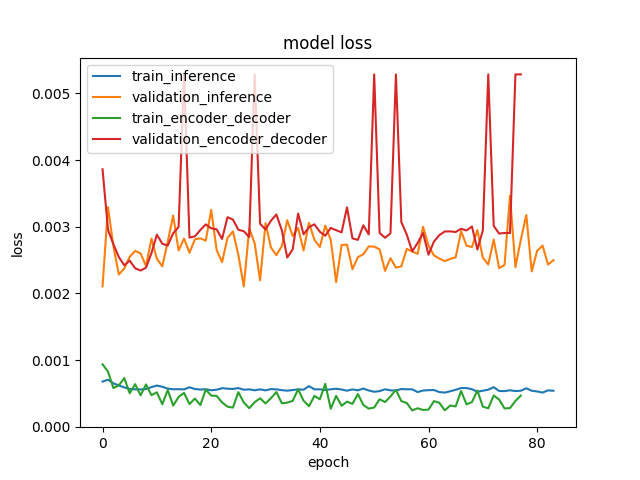 model loss
train_inference
validation_inference
train_encoder_decoder
validation_encoder_decoder
0.005
0.004
0.003
0.002
0.001
0.000
loss
0
20
40
60
80
epoch